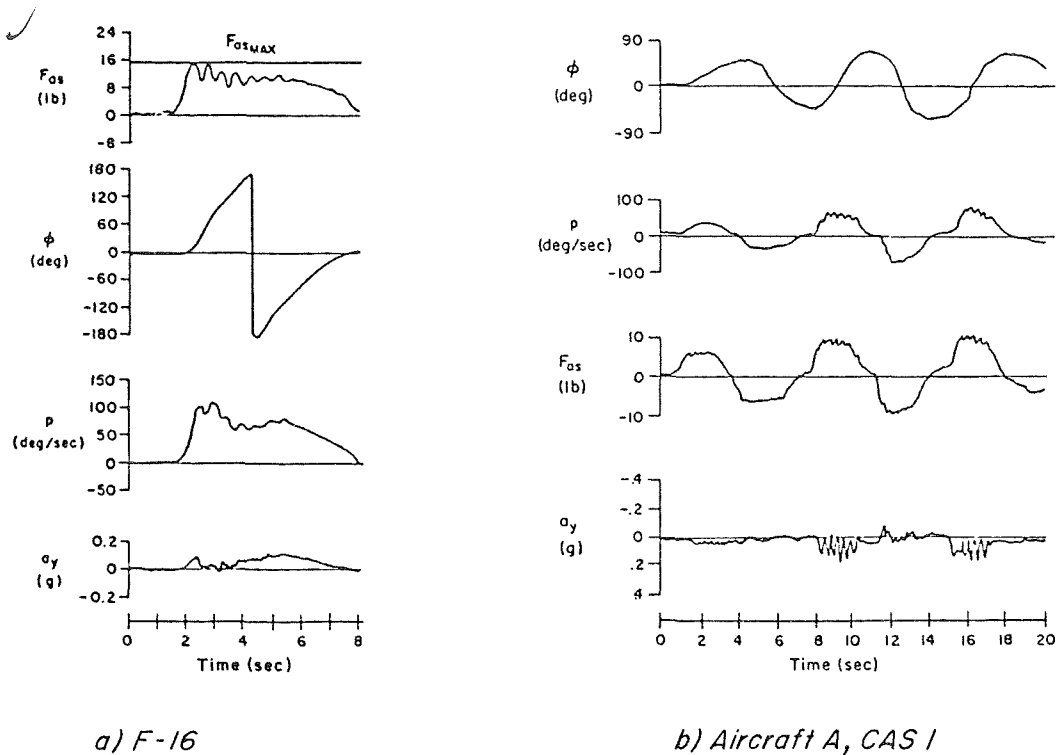 24
16
8
0
-8
F_as
(lb)
F_asMAX
180
120
60
0
-60
-120
-180
φ
(deg)
150
100
50
0
-50
p
(deg/sec)
0.2
0
-0.2
a_y
(g)
0 2 4 6 8
Time (sec)
a) F-16
90
0
-90
φ
(deg)
100
0
-100
p
(deg/sec)
10
0
-10
F_as
(lb)
-.4
-.2
0
.2
.4
a_y
(g)
0 2 4 6 8 10 12 14 16 18 20
Time (sec)
b) Aircraft A, CAS I